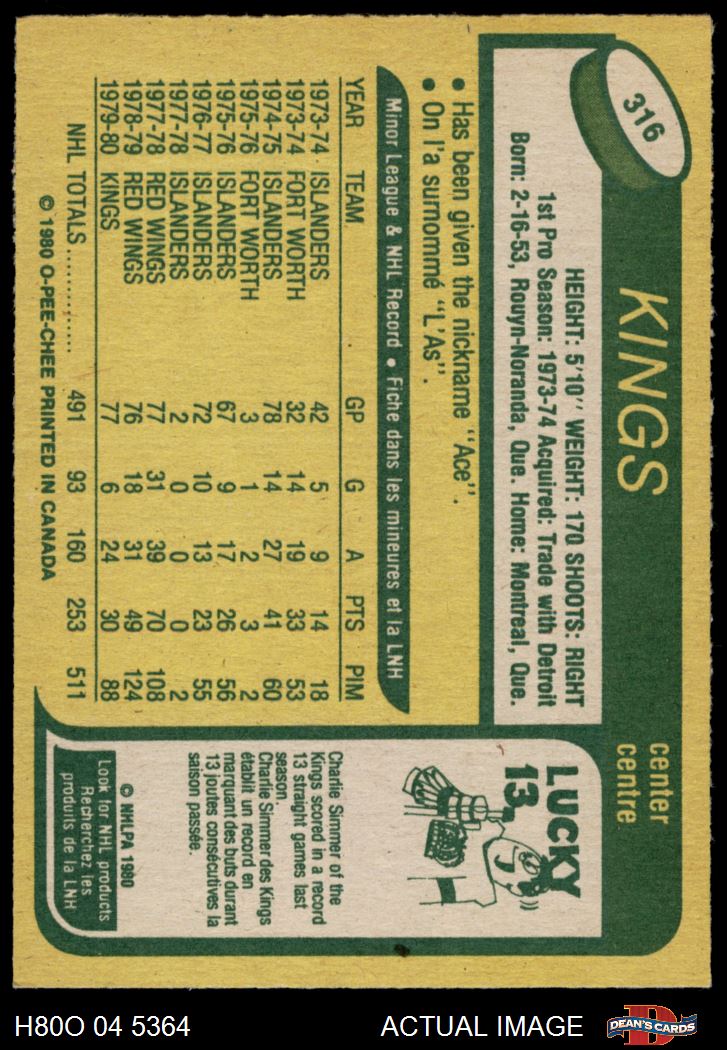 316
KINGS
center
centre
HEIGHT: 5'10" WEIGHT: 170 SHOOTS: RIGHT
1st Pro Season: 1973-74 Acquired: Trade with Detroit
Born: 2-16-53, Rouyn-Noranda, Que. Home: Montreal, Que.
• Has been given the nickname "Ace".
• On l'a surnommé "L'As".
Minor League & NHL Record • Fiche dans les mineures et la LNH
YEAR TEAM GP G A PTS PIM
1973-74 ISLANDERS 42 5 9 14 18
1973-74 FORT WORTH 32 14 19 33 53
1974-75 ISLANDERS 78 14 27 41 60
1975-76 FORT WORTH 3 1 2 3 2
1975-76 ISLANDERS 67 9 17 26 56
1976-77 ISLANDERS 72 10 13 23 55
1977-78 ISLANDERS 2 0 0 0 2
1977-78 RED WINGS 77 31 39 70 108
1978-79 RED WINGS 76 18 31 49 124
1979-80 KINGS 77 6 24 30 88
NHL TOTALS............. 491 93 160 253 511
© 1980 O-PEE-CHEE PRINTED IN CANADA
LUCKY
13
Charlie Simmer of the
Kings scored in a record
13 straight games last
season.
Charlie Simmer des Kings
établit un record en
marquant des buts durant
13 joutes consécutives la
saison passée.
© NHLPA 1980
Look for NHL products
Recherchez les
produits de la LNH
H80O 04 5364
ACTUAL IMAGE
DEAN'S CARDS